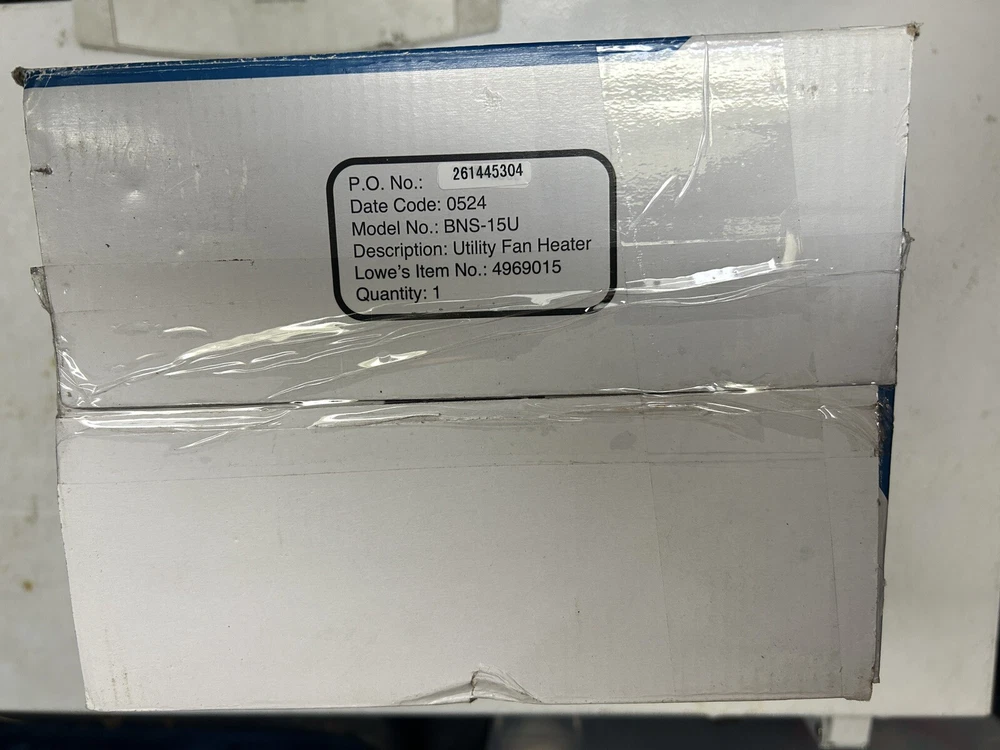 P.O. No.: 261445304
Date Code: 0524
Model No.: BNS-15U
Description: Utility Fan Heater
Lowe's Item No.: 4969015
Quantity: 1